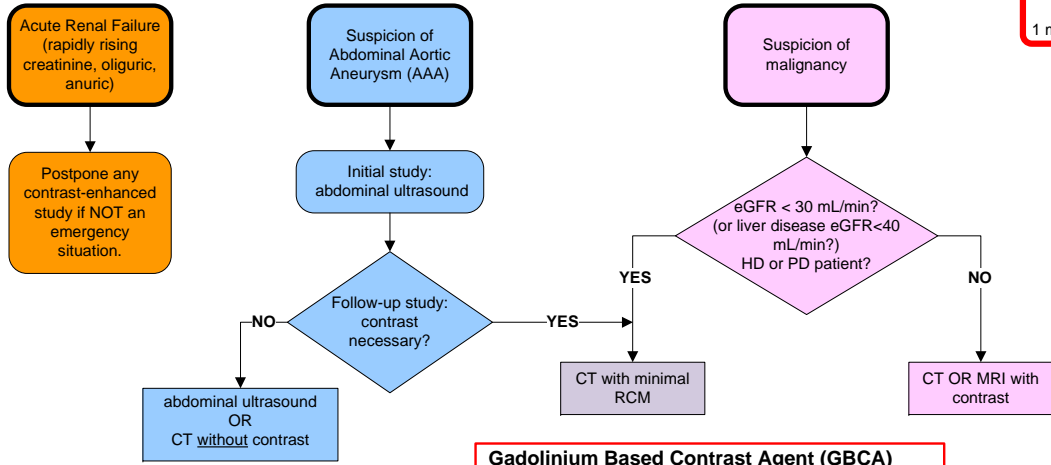 Acute Renal Failure
(rapidly rising
creatinine, oliguric,
anuric)
Postpone any
contrast-enhanced
study if NOT an
emergency
situation.
Suspicion of
Abdominal Aortic
Aneurysm (AAA)
Initial study:
abdominal ultrasound
Follow-up study:
contrast
necessary?
NO
YES
abdominal ultrasound
OR
CT without contrast
Suspicion of
malignancy
eGFR < 30 mL/min?
(or liver disease eGFR<40
mL/min?)
HD or PD patient?
YES
NO
CT with minimal
RCM
CT OR MRI with
contrast
Gadolinium Based Contrast Agent (GBCA)